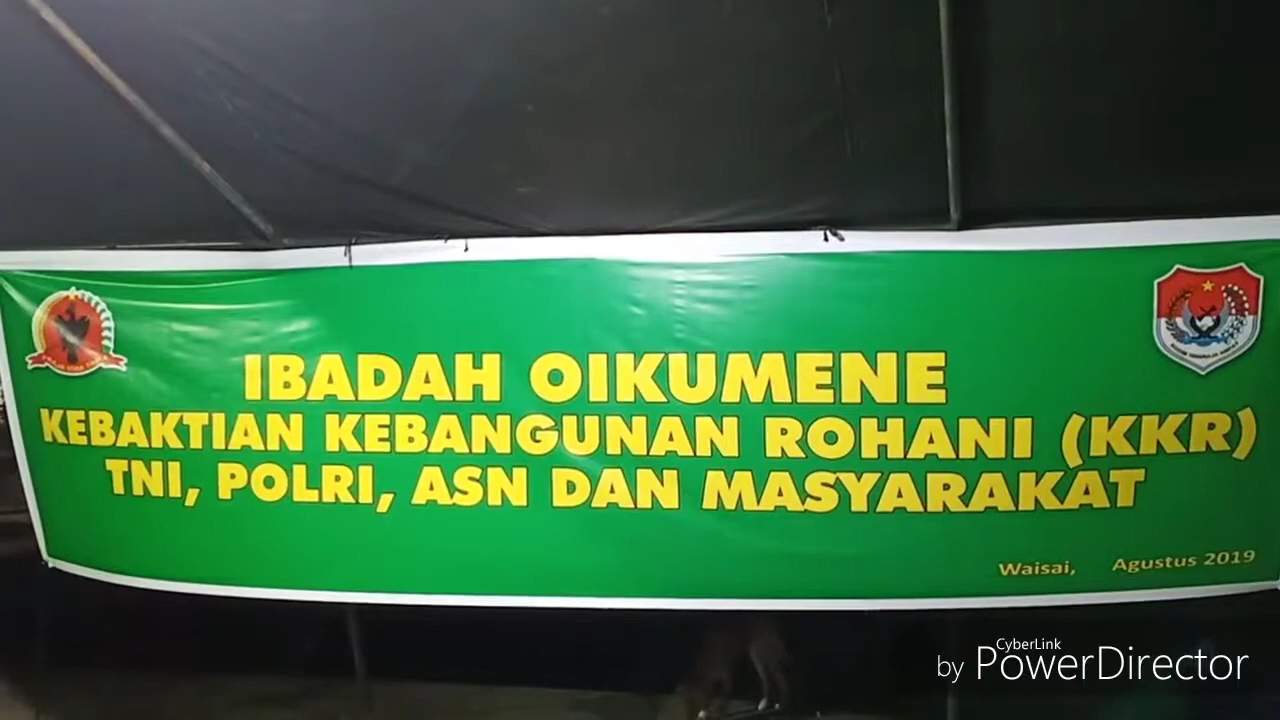 IBADAH OIKUMENE
KEBAKTIAN KEBANGUNAN ROHANI (KKR)
TNI, POLRI, ASN DAN MASYARAKAT
Waisai, Agustus 2019
CyberLink
by PowerDirector